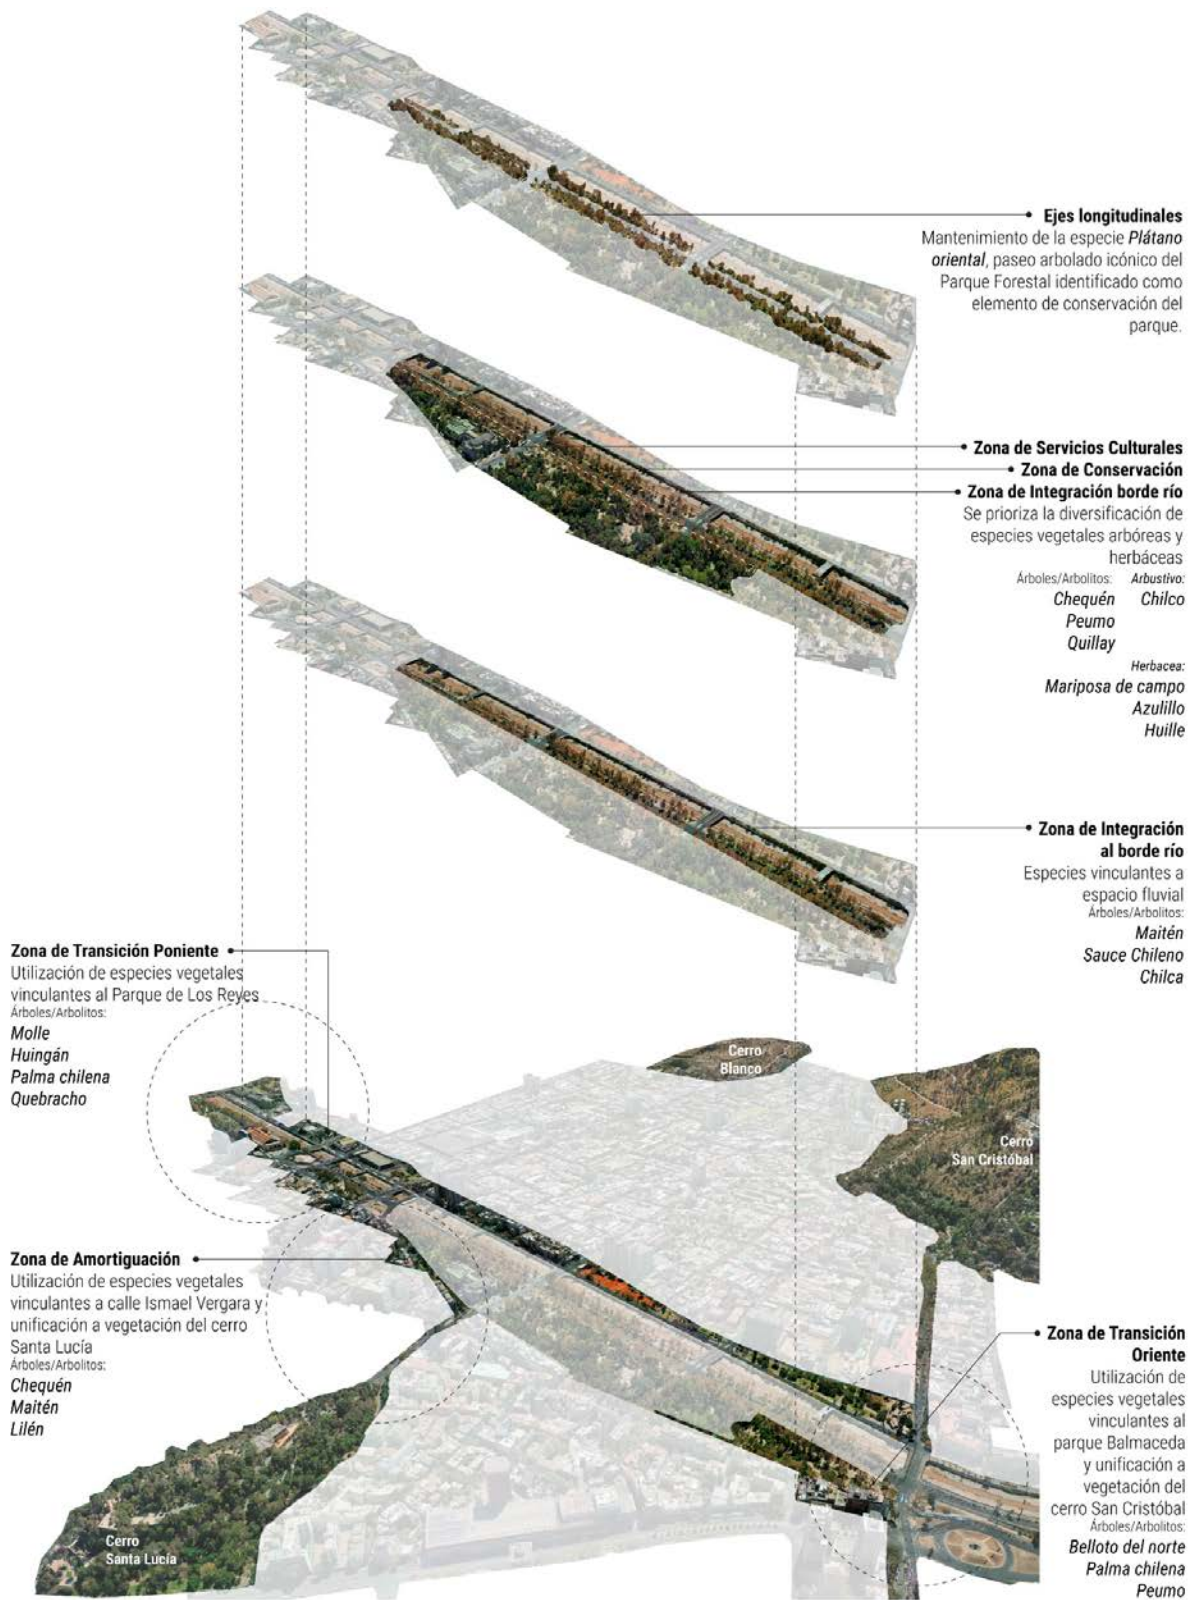 Ejes longitudinales
Mantenimiento de la especie Plátano
oriental, paseo arbolado icónico del
Parque Forestal identificado como
elemento de conservación del
parque.
Zona de Servicios Culturales
Zona de Conservación
Zona de Integración borde río
Se prioriza la diversificación de
especies vegetales arbóreas y
herbáceas
Árboles/Arbolitos: Arbustivo:
Chequén Chilco
Peumo
Quillay
Herbacea:
Mariposa de campo
Azulillo
Huille
Zona de Integración
al borde río
Especies vinculantes a
espacio fluvial
Árboles/Arbolitos:
Maitén
Sauce Chileno
Chilca
Zona de Transición Poniente
Utilización de especies vegetales
vinculantes al Parque de Los Reyes
Árboles/Arbolitos:
Molle
Huingán
Palma chilena
Quebracho
Cerro
Blanco
Cerro
San Cristóbal
Zona de Amortiguación
Utilización de especies vegetales
vinculantes a calle Ismael Vergara y
unificación a vegetación del cerro
Santa Lucía
Árboles/Arbolitos:
Chequén
Maitén
Lilén
Cerro
Santa Lucía
Zona de Transición
Oriente
Utilización de
especies vegetales
vinculantes al
parque Balmaceda
y unificación a
vegetación del
cerro San Cristóbal
Árboles/Arbolitos:
Belloto del norte
Palma chilena
Peumo